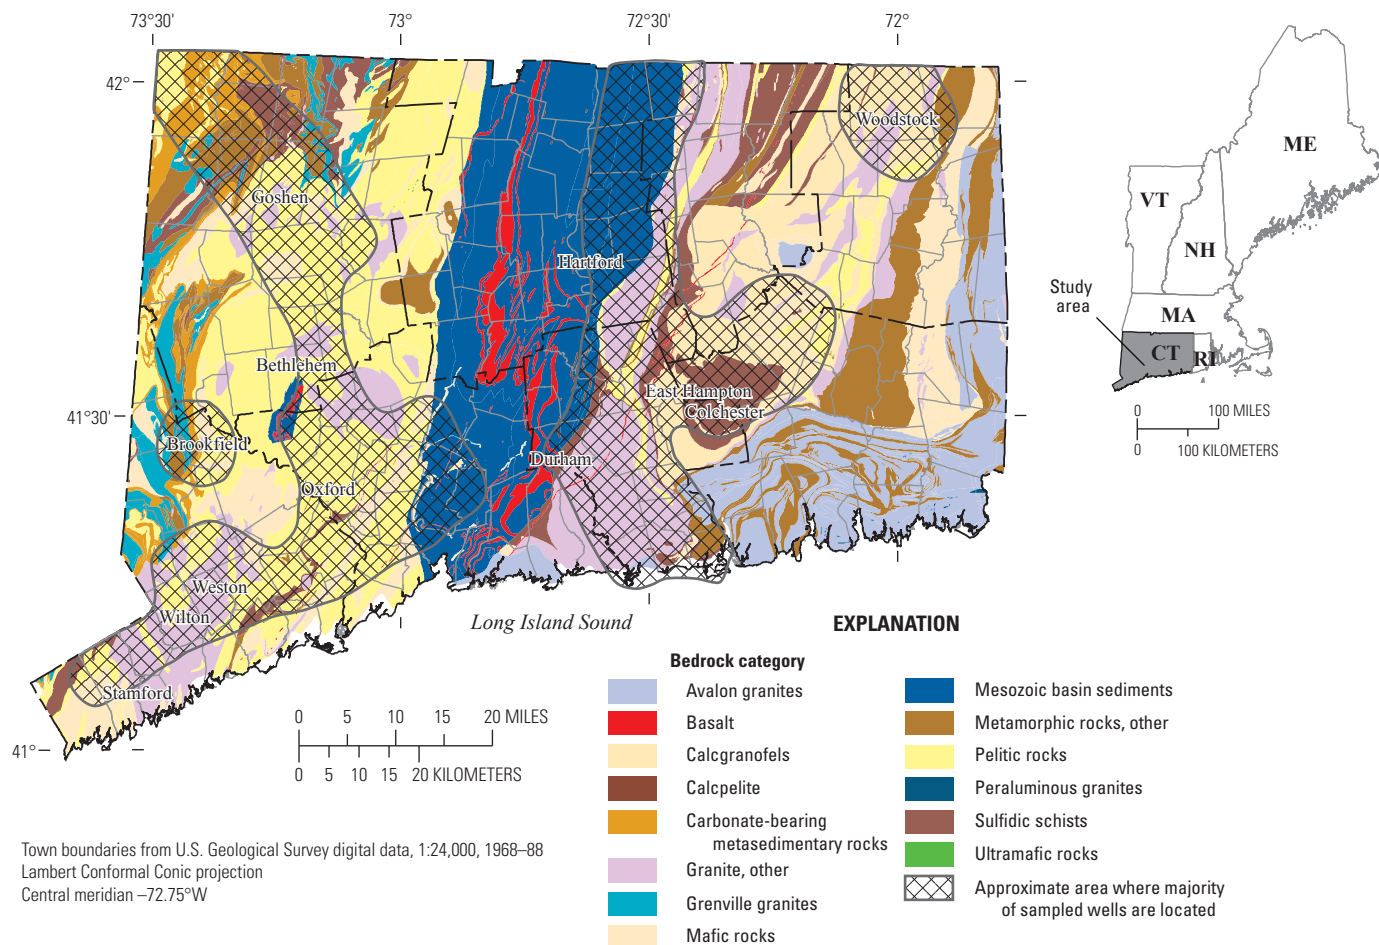 73°30'
73°
72°30'
72°
42°
41°30'
41°
Woodstock
Goshen
Hartford
Bethlehem
East Hampton
Colchester
Brookfield
Durham
Oxford
Weston
Wilton
Stamford
Long Island Sound
ME
VT
NH
Study
area
MA
CT
RI
0 100 MILES
0 100 KILOMETERS
0 5 10 15 20 MILES
0 5 10 15 20 KILOMETERS
Town boundaries from U.S. Geological Survey digital data, 1:24,000, 1968–88
Lambert Conformal Conic projection
Central meridian –72.75°W
EXPLANATION
Bedrock category
Avalon granites
Basalt
Calcgranofels
Calcpelite
Carbonate-bearing
metasedimentary rocks
Granite, other
Grenville granites
Mafic rocks
Mesozoic basin sediments
Metamorphic rocks, other
Pelitic rocks
Peraluminous granites
Sulfidic schists
Ultramafic rocks
Approximate area where majority
of sampled wells are located